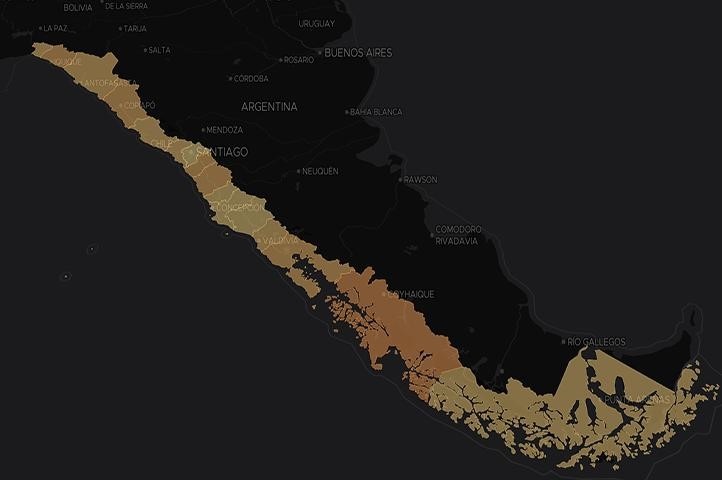 BOLIVIA
DE LA SIERRA
LA PAZ
TARIJA
URUGUAY
SALTA
BUENOS AIRES
ROSARIO
IQUIQUE
CÓRDOBA
ANTOFAGASTA
COPIAPÓ
ARGENTINA
BAHIA BLANCA
MENDOZA
CHILE
SANTIAGO
NEUQUÉN
RAWSON
CONCEPCIÓN
COMODORO
RIVADAVIA
VALDIVIA
COYHAIQUE
RÍO GALLEGOS
PUNTA ARENAS